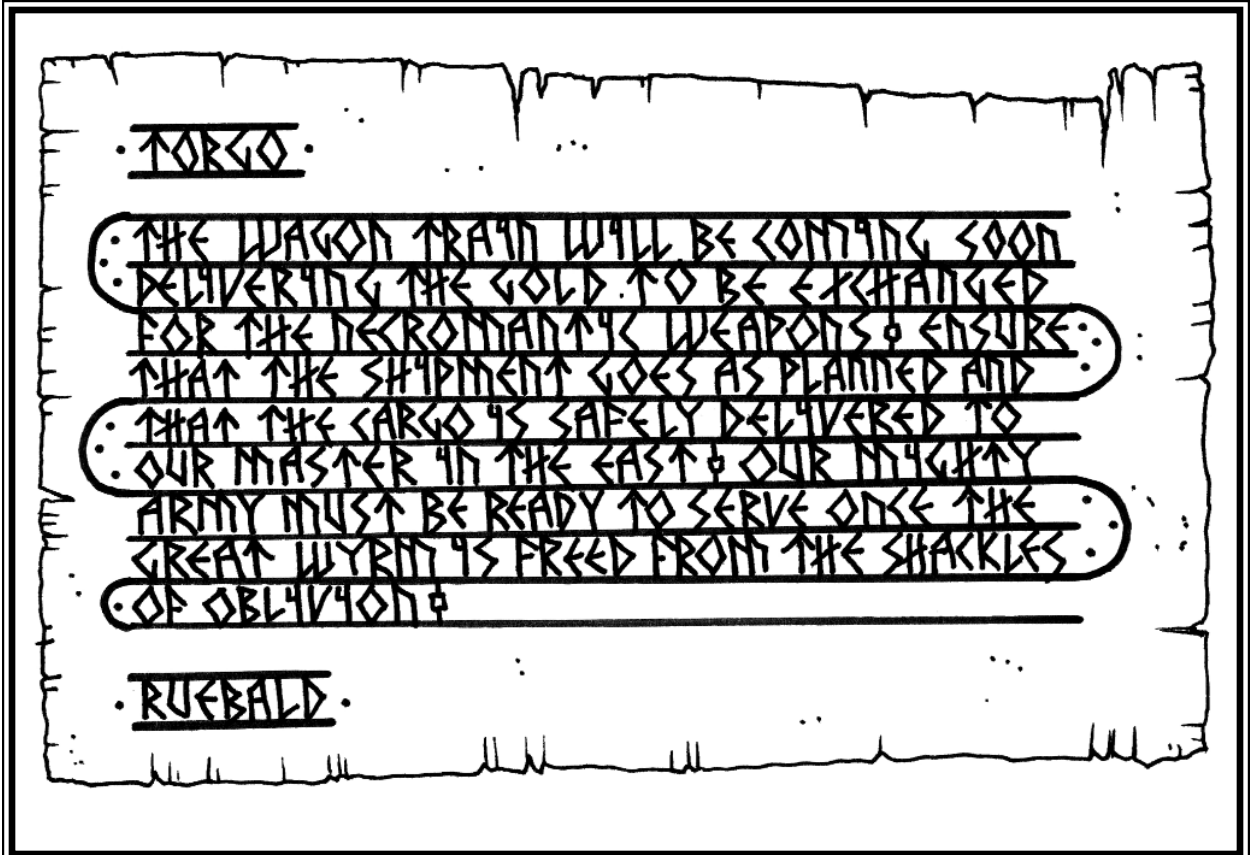 TORGO
THE WAGON TRAIN WILL BE COMING SOON
DELIVERING THE GOLD TO BE EXCHANGED
FOR THE NECROMANTIC WEAPONS. ENSURE
THAT THE SHIPMENT GOES AS PLANNED AND
THAT THE CARGO IS SAFELY DELIVERED TO
OUR MASTER IN THE EAST. OUR MIGHTY
ARMY MUST BE READY TO SERVE ONCE THE
GREAT WYRM IS FREED FROM THE SHACKLES
OF OBLIVION.
RUEBALD